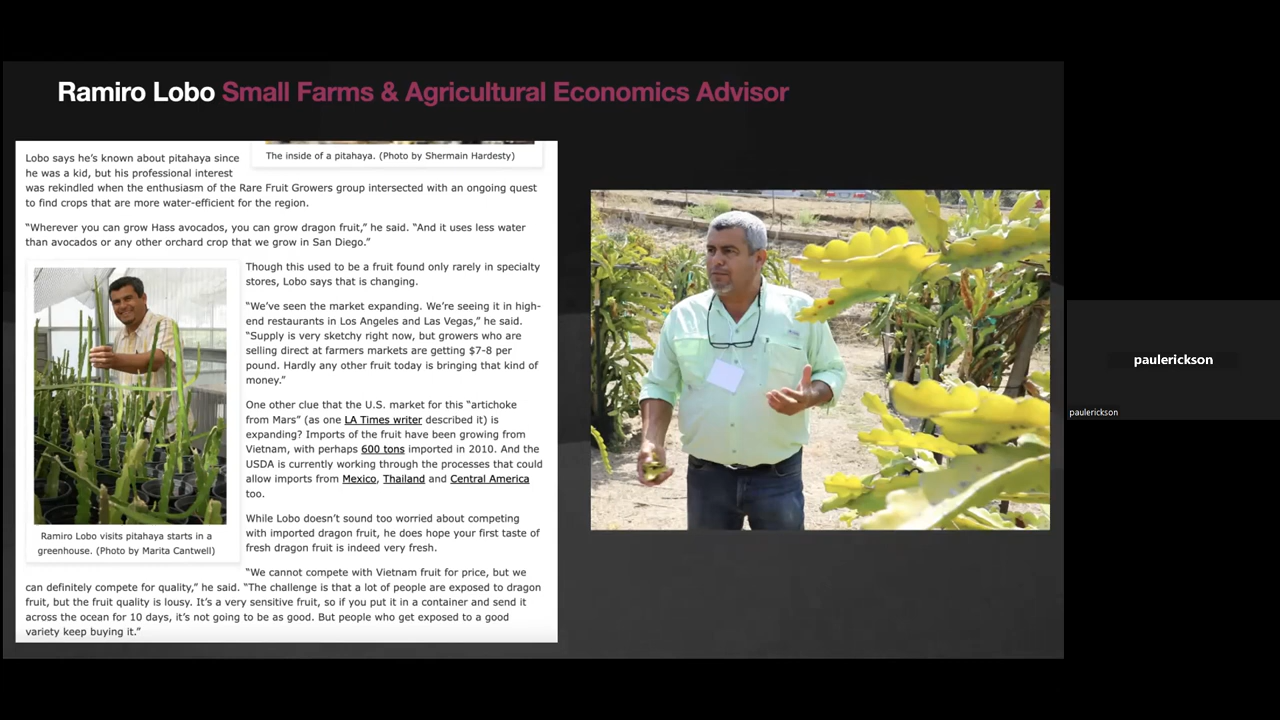 Ramiro Lobo Small Farms & Agricultural Economics Advisor
The inside of a pitahaya. (Photo by Shermain Hardesty)
Lobo says he’s known about pitahaya since
he was a kid, but his professional interest
was rekindled when the enthusiasm of the Rare Fruit Growers group intersected with an ongoing quest
to find crops that are more water-efficient for the region.
“Wherever you can grow Hass avocados, you can grow dragon fruit,” he said. “And it uses less water
than avocados or any other orchard crop that we grow in San Diego.”
Though this used to be a fruit found only rarely in specialty
stores, Lobo says that is changing.
“We’ve seen the market expanding. We’re seeing it in high-
end restaurants in Los Angeles and Las Vegas,” he said.
“Supply is very sketchy right now, but growers who are
selling direct at farmers markets are getting $7-8 per
pound. Hardly any other fruit today is bringing that kind of
money.”
One other clue that the U.S. market for this “artichoke
from Mars” (as one LA Times writer described it) is
expanding? Imports of the fruit have been growing from
Vietnam, with perhaps 600 tons imported in 2010. And the
USDA is currently working through the processes that could
allow imports from Mexico, Thailand and Central America
too.
Ramiro Lobo visits pitahaya starts in a
greenhouse. (Photo by Marita Cantwell)
While Lobo doesn’t sound too worried about competing
with imported dragon fruit, he does hope your first taste of
fresh dragon fruit is indeed very fresh.
“We cannot compete with Vietnam fruit for price, but we
can definitely compete for quality,” he said. “The challenge is that a lot of people are exposed to dragon
fruit, but the fruit quality is lousy. It’s a very sensitive fruit, so if you put it in a container and send it
across the ocean for 10 days, it’s not going to be as good. But people who get exposed to a good
variety keep buying it.”
paulerickson
paulerickson